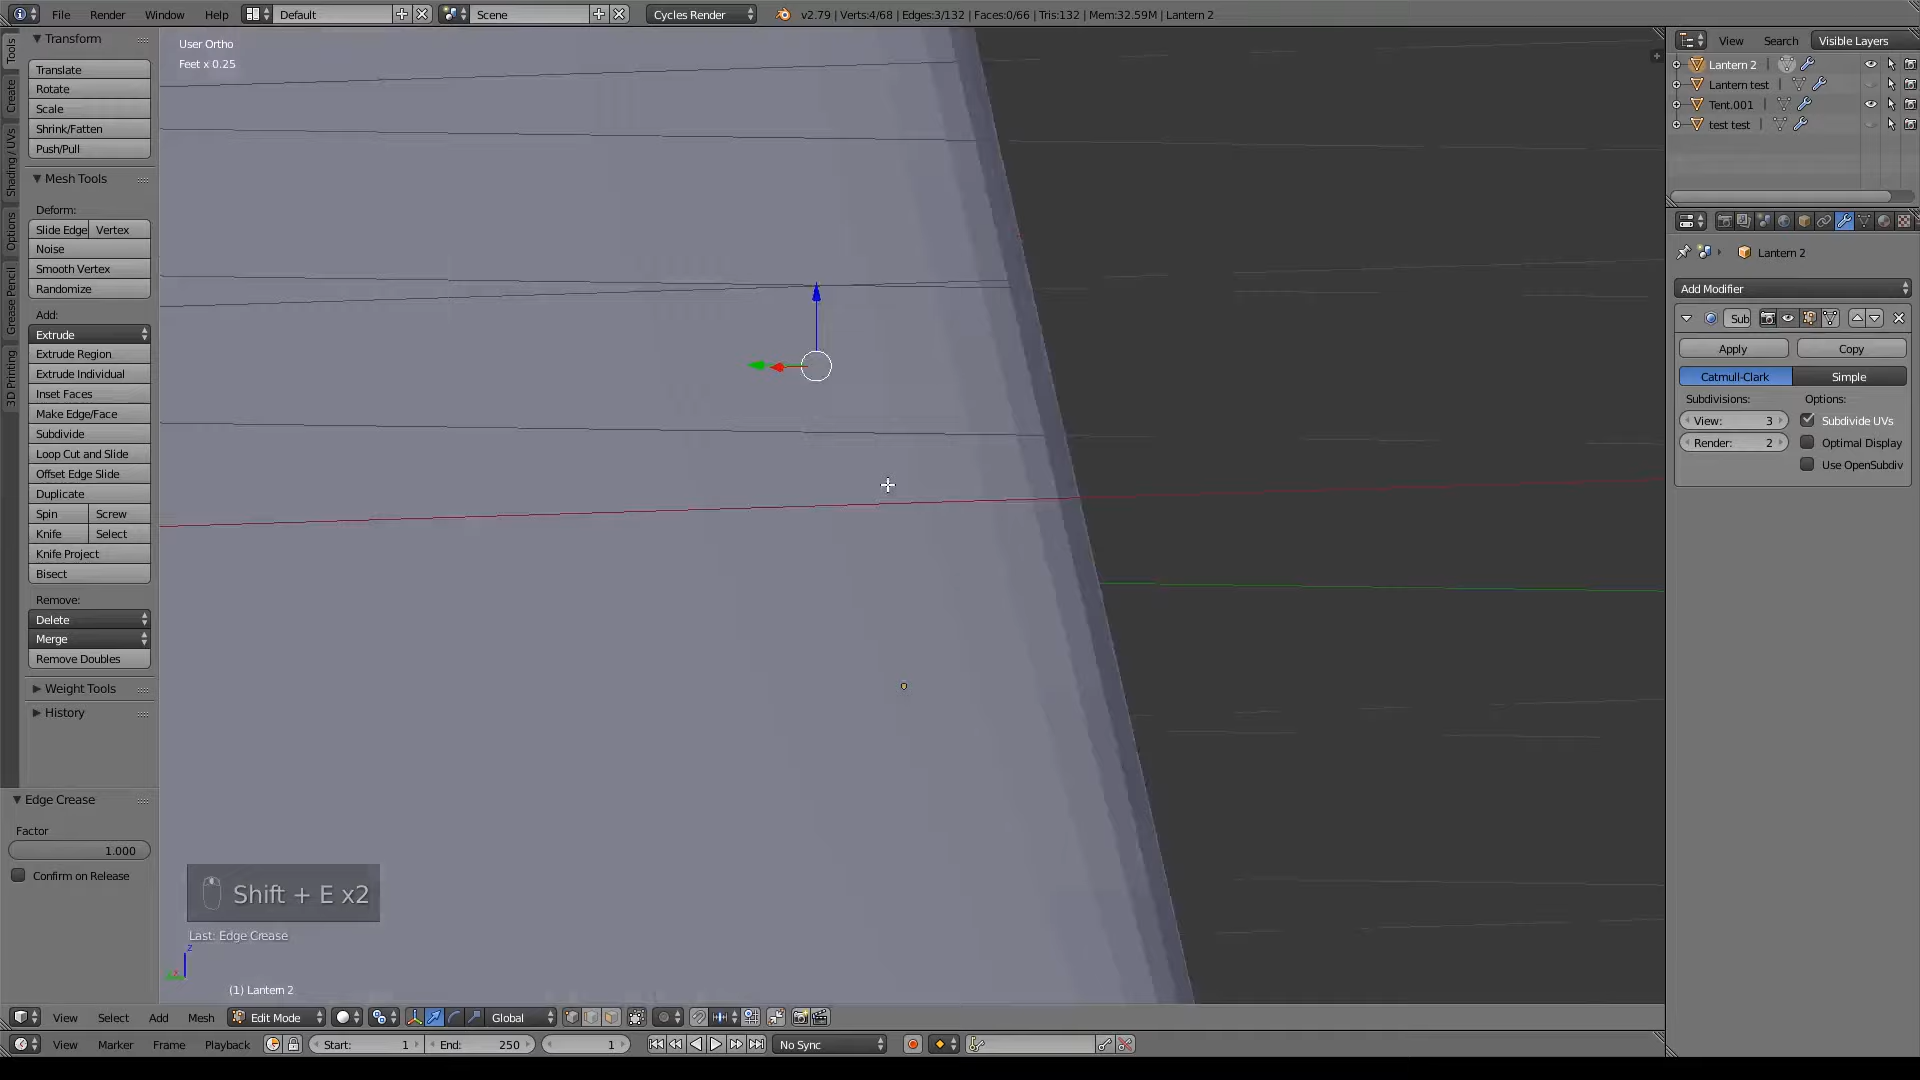 File Render Window Help Default Scene Cycles Render v2.79 | Verts:4/68 | Edges:3/132 | Faces:0/66 | Tris:132 | Mem:32.59M | Lantern 2
Transform
Translate
Rotate
Scale
Shrink/Fatten
Push/Pull
Mesh Tools
Deform:
Slide Edge Vertex
Noise
Smooth Vertex
Randomize
Add:
Extrude
Extrude Region
Extrude Individual
Inset Faces
Make Edge/Face
Subdivide
Loop Cut and Slide
Offset Edge Slide
Duplicate
Spin Screw
Knife Select
Knife Project
Bisect
Remove:
Delete
Merge
Remove Doubles
Weight Tools
History
Edge Crease
Factor
1.000
Confirm on Release
Tools
Create
Shading / UVs
Options
Grease Pencil
3D Printing
User Ortho
Feet x 0.25
Shift + E x2
Last: Edge Crease
z
(1) Lantern 2
View Search Visible Layers
Lantern 2
Lantern test
Tent.001
test test
Lantern 2
Add Modifier
Sub
Apply Copy
Catmull-Clark Simple
Subdivisions: Options:
View: 3 Subdivide UVs
Render: 2 Optimal Display
Use OpenSubdiv
View Select Add Mesh Edit Mode Global
View Marker Frame Playback Start: 1 End: 250 1 No Sync